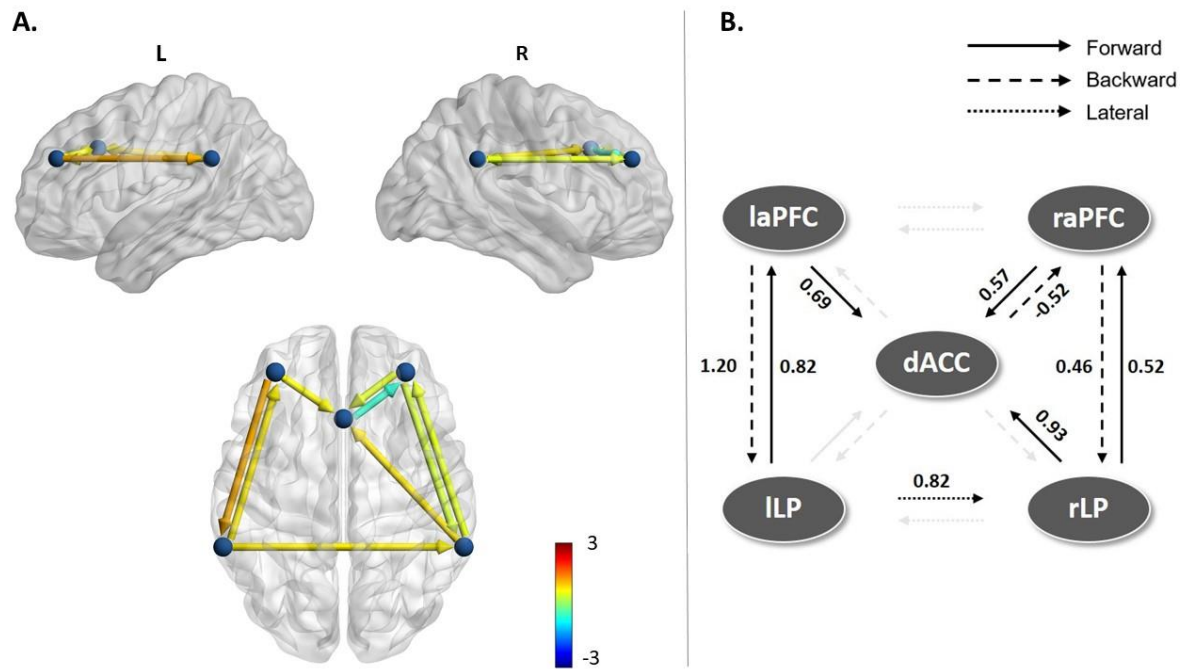 A.
L
R
3
-3
B.
Forward
Backward
Lateral
laPFC
raPFC
0.69
0.57
-0.52
dACC
1.20
0.82
0.46
0.52
0.93
0.82
lLP
rLP